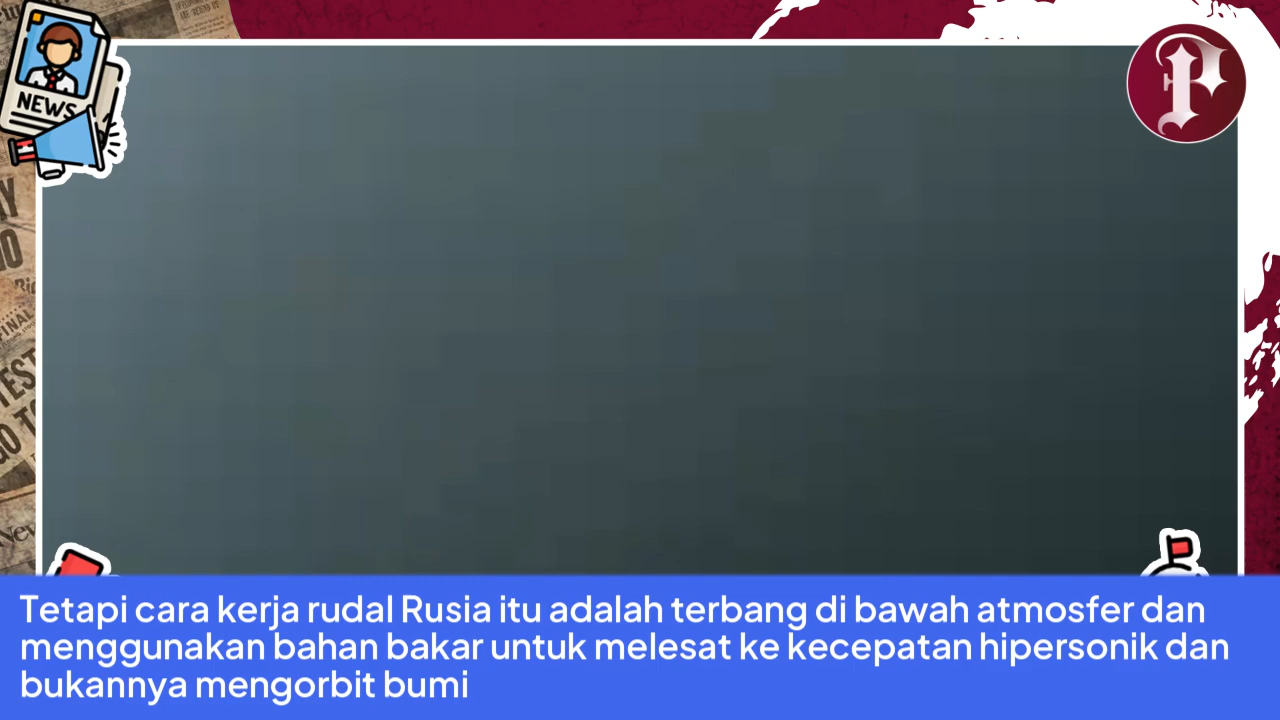 NEWS
Tetapi cara kerja rudal Rusia itu adalah terbang di bawah atmosfer dan
menggunakan bahan bakar untuk melesat ke kecepatan hipersonik dan
bukannya mengorbit bumi